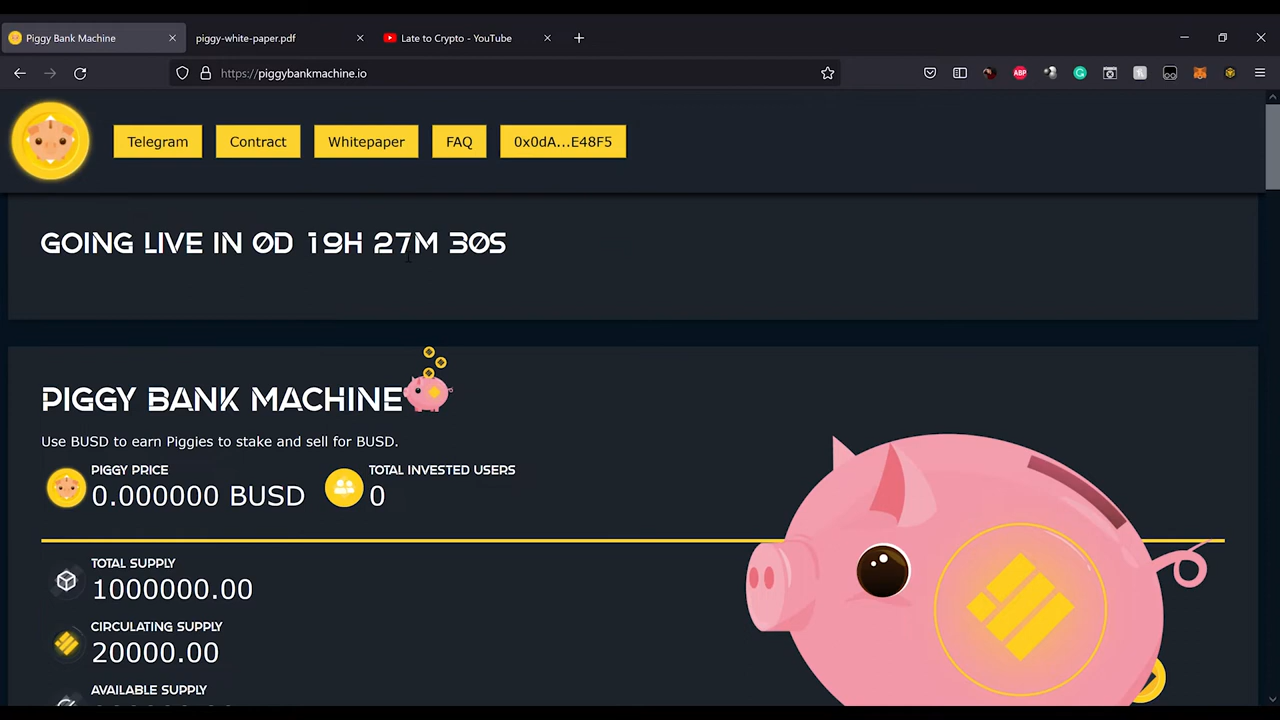 Piggy Bank Machine
piggy-white-paper.pdf
Late to Crypto - YouTube
https://piggybankmachine.io
ABP
Telegram
Contract
Whitepaper
FAQ
0x0dA...E48F5
GOING LIVE IN 0D 19H 27M 30S
PIGGY BANK MACHINE
Use BUSD to earn Piggies to stake and sell for BUSD.
PIGGY PRICE
0.000000 BUSD
TOTAL INVESTED USERS
0
TOTAL SUPPLY
1000000.00
CIRCULATING SUPPLY
20000.00
AVAILABLE SUPPLY